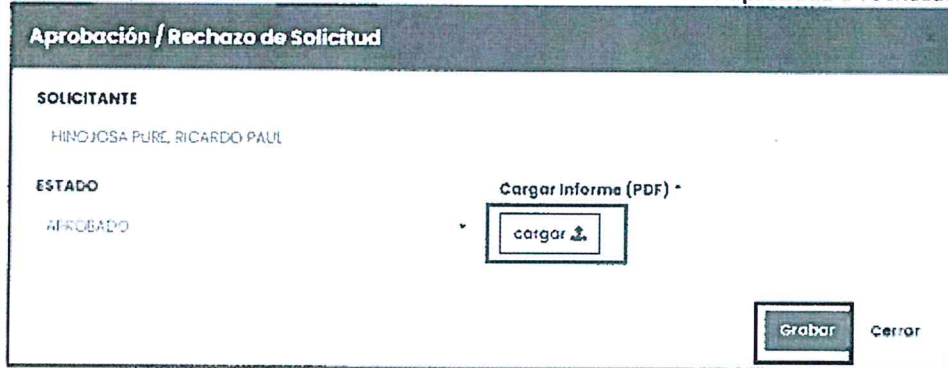 Aprobación / Rechazo de Solicitud
SOLICITANTE
HINOJOSA PURE, RICARDO PAUL
ESTADO
Cargar Informe (PDF) *
APROBADO
cargar
Grabar
Cerrar